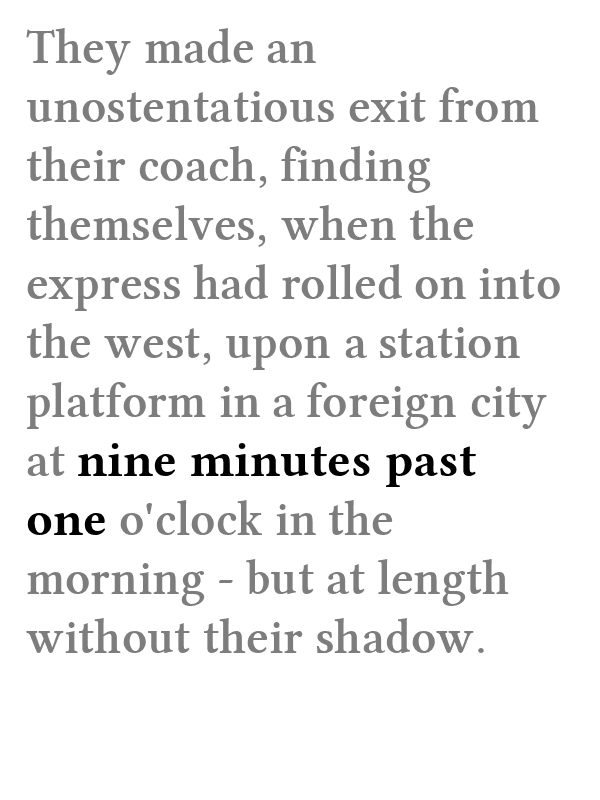 They made an
unostentatious exit from
their coach, finding
themselves, when the
express had rolled on into
the west, upon a station
platform in a foreign city
at nine minutes past
one o'clock in the
morning - but at length
without their shadow.